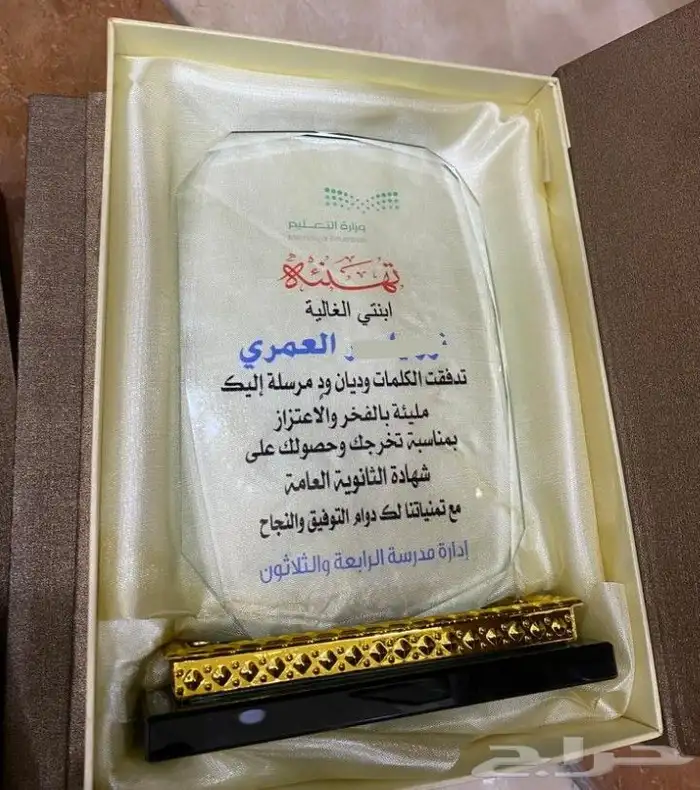 وزارة التعليم
تهنئة
ابنتي الغالية
العمري
تدفقت الكلمات وديان ودٍ مرسلة إليك
مليئة بالفخر والاعتزاز
بمناسبة تخرجك وحصولك على
شهادة الثانوية العامة
مع تمنياتنا لك دوام التوفيق والنجاح
إدارة مدرسة الرابعة والثلاثون
حراج